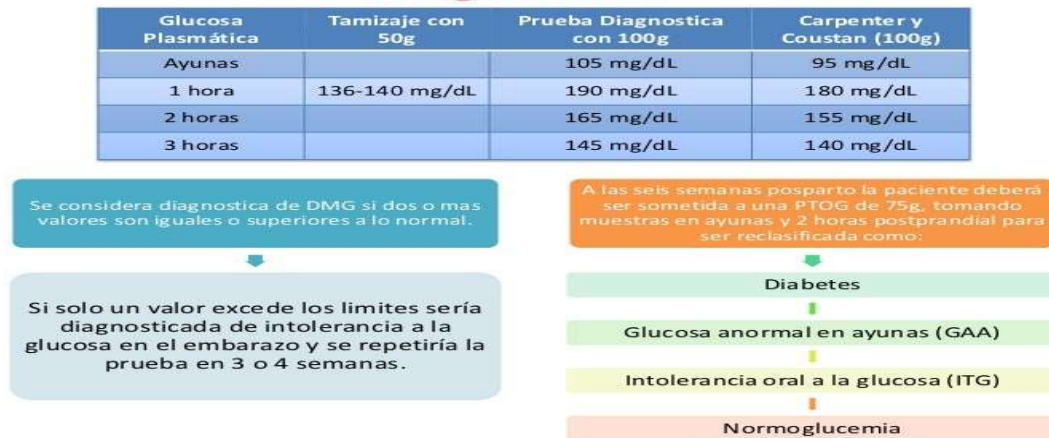 Glucosa Plasmática	Tamizaje con 50g	Prueba Diagnostica con 100g	Carpenter y Coustan (100g)
Ayunas		105 mg/dL	95 mg/dL
1 hora	136-140 mg/dL	190 mg/dL	180 mg/dL
2 horas		165 mg/dL	155 mg/dL
3 horas		145 mg/dL	140 mg/dL
Se considera diagnostica de DMG si dos o mas
valores son iguales o superiores a lo normal.
Si solo un valor excede los limites sería
diagnosticada de intolerancia a la
glucosa en el embarazo y se repetiría la
prueba en 3 o 4 semanas.
A las seis semanas posparto la paciente deberá
ser sometida a una PTOG de 75g, tomando
muestras en ayunas y 2 horas postprandial para
ser reclasificada como:
Diabetes
Glucosa anormal en ayunas (GAA)
Intolerancia oral a la glucosa (ITG)
Normoglucemia